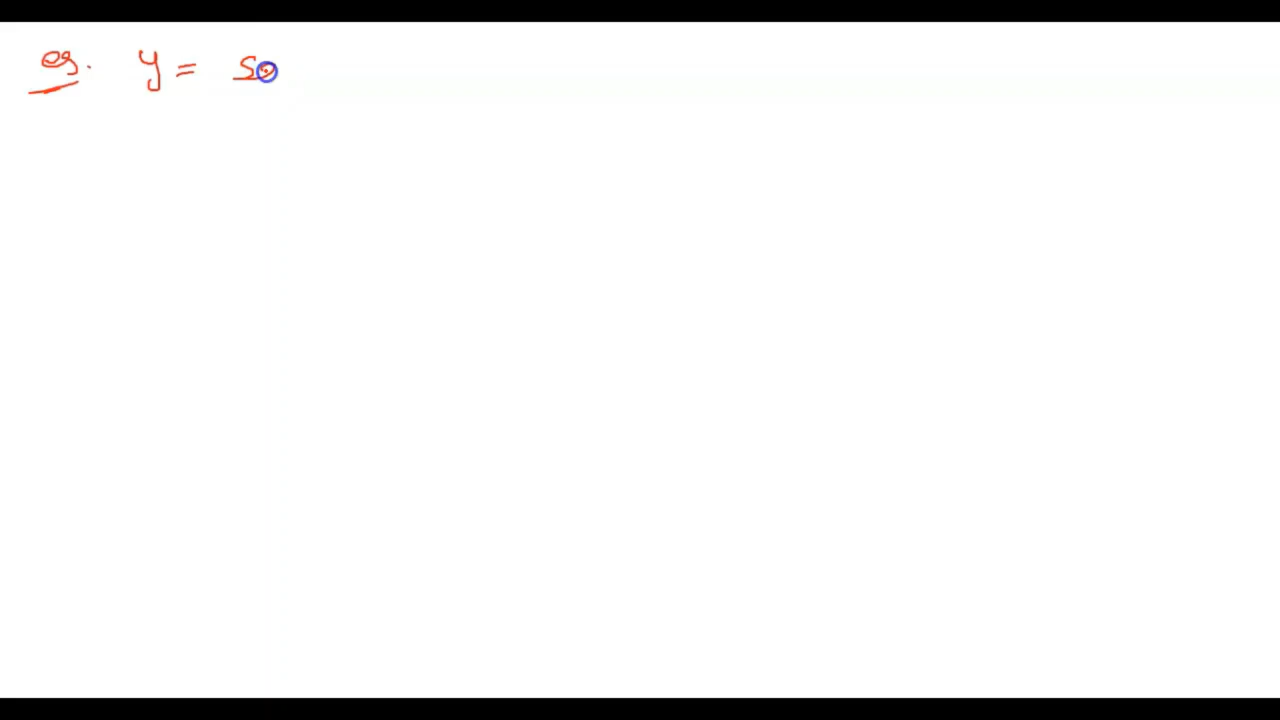 eg. y = s